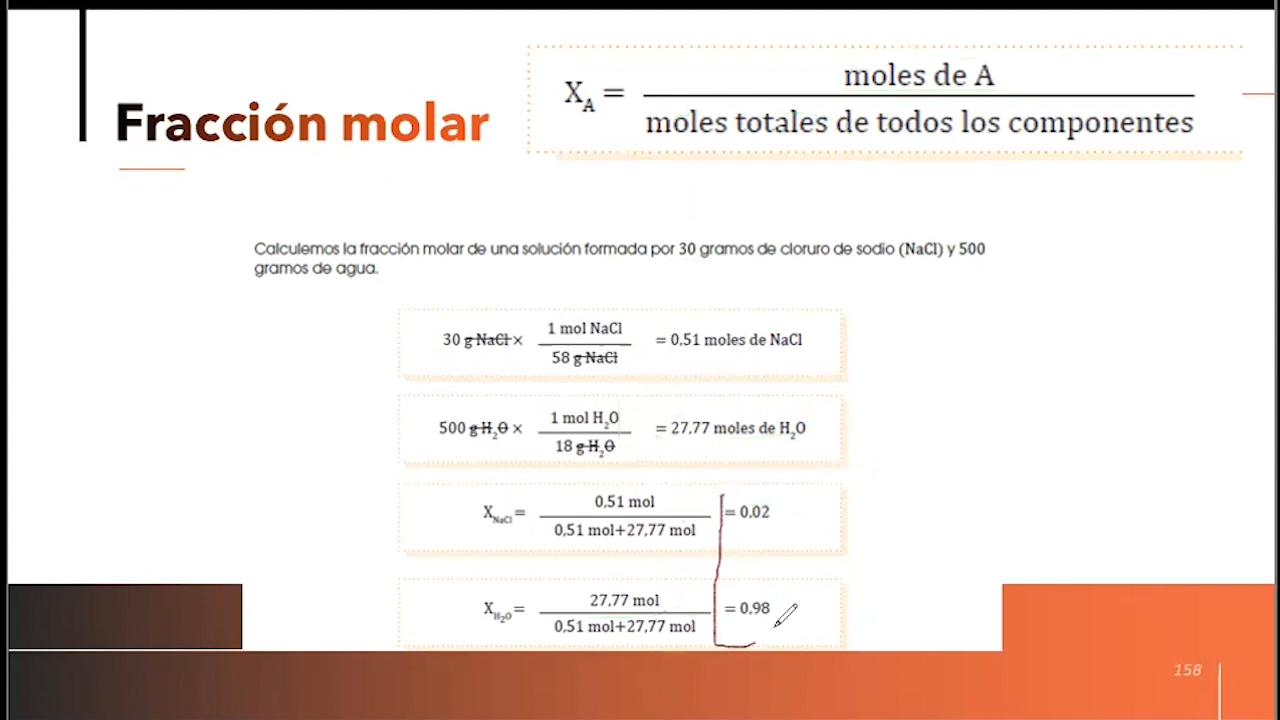 Fracción molar
X_A = moles de A / moles totales de todos los componentes
Calculemos la fracción molar de una solución formada por 30 gramos de cloruro de sodio (NaCl) y 500
gramos de agua.
30 g NaCl × 1 mol NaCl / 58 g NaCl = 0,51 moles de NaCl
500 g H₂O × 1 mol H₂O / 18 g H₂O = 27,77 moles de H₂O
X_NaCl = 0,51 mol / 0,51 mol+27,77 mol = 0,02
X_H₂O = 27,77 mol / 0,51 mol+27,77 mol = 0,98
158